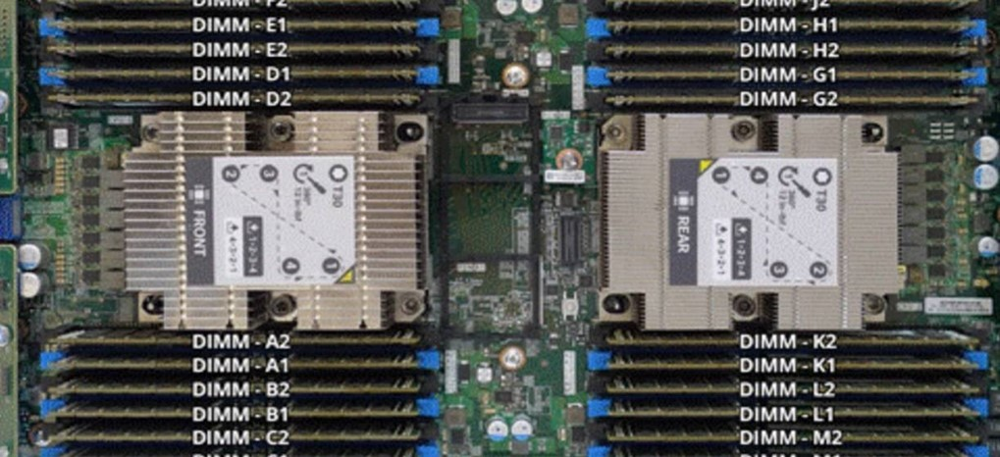 DIMM - F2
DIMM - E1
DIMM - E2
DIMM - D1
DIMM - D2
DIMM - J2
DIMM - H1
DIMM - H2
DIMM - G1
DIMM - G2
FRONT
2
3
T30
4
1
1-2-3-4
4-3-2-1
REAR
1
4
T30
3
2
1-2-3-4
4-3-2-1
DIMM - A2
DIMM - A1
DIMM - B2
DIMM - B1
DIMM - C2
DIMM - K2
DIMM - K1
DIMM - L2
DIMM - L1
DIMM - M2